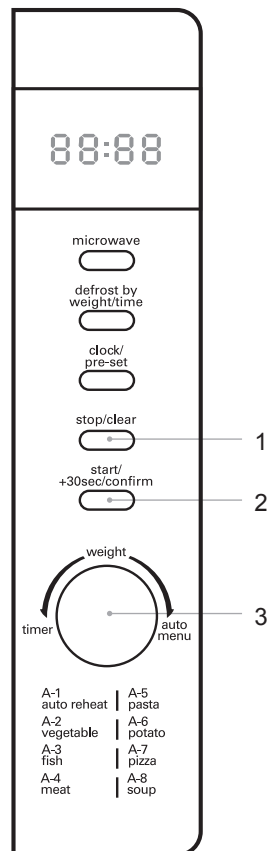 88:88
microwave
defrost by
weight/time
clock/
pre-set
stop/clear
1
start/
+30sec/confirm
2
weight
3
timer
auto
menu
A-1
auto reheat
A-2
vegetable
A-3
fish
A-4
meat
A-5
pasta
A-6
potato
A-7
pizza
A-8
soup